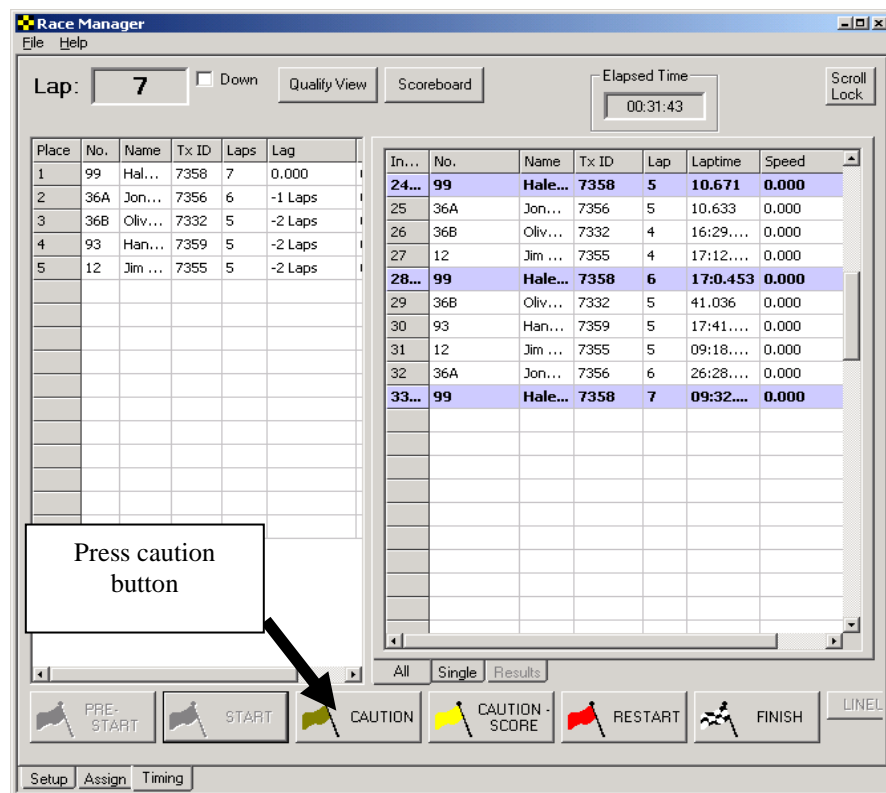 Race Manager
File Help
Lap: 7 Down Qualify View Scoreboard Elapsed Time 00:31:43 Scroll Lock
Place No. Name Tx ID Laps Lag
1 99 Hal... 7358 7 0.000
2 36A Jon... 7356 6 -1 Laps
3 36B Oliv... 7332 5 -2 Laps
4 93 Han... 7359 5 -2 Laps
5 12 Jim ... 7355 5 -2 Laps
In... No. Name Tx ID Lap Laptime Speed
24... 99 Hale... 7358 5 10.671 0.000
25 36A Jon... 7356 5 10.633 0.000
26 36B Oliv... 7332 4 16:29.... 0.000
27 12 Jim ... 7355 4 17:12.... 0.000
28... 99 Hale... 7358 6 17:0.453 0.000
29 36B Oliv... 7332 5 41.036 0.000
30 93 Han... 7359 5 17:41.... 0.000
31 12 Jim ... 7355 5 09:18.... 0.000
32 36A Jon... 7356 6 26:28.... 0.000
33... 99 Hale... 7358 7 09:32.... 0.000
Press caution
button
All Single Results
PRE-
START
START
CAUTION
CAUTION -
SCORE
RESTART
FINISH
LINEL
Setup Assign Timing